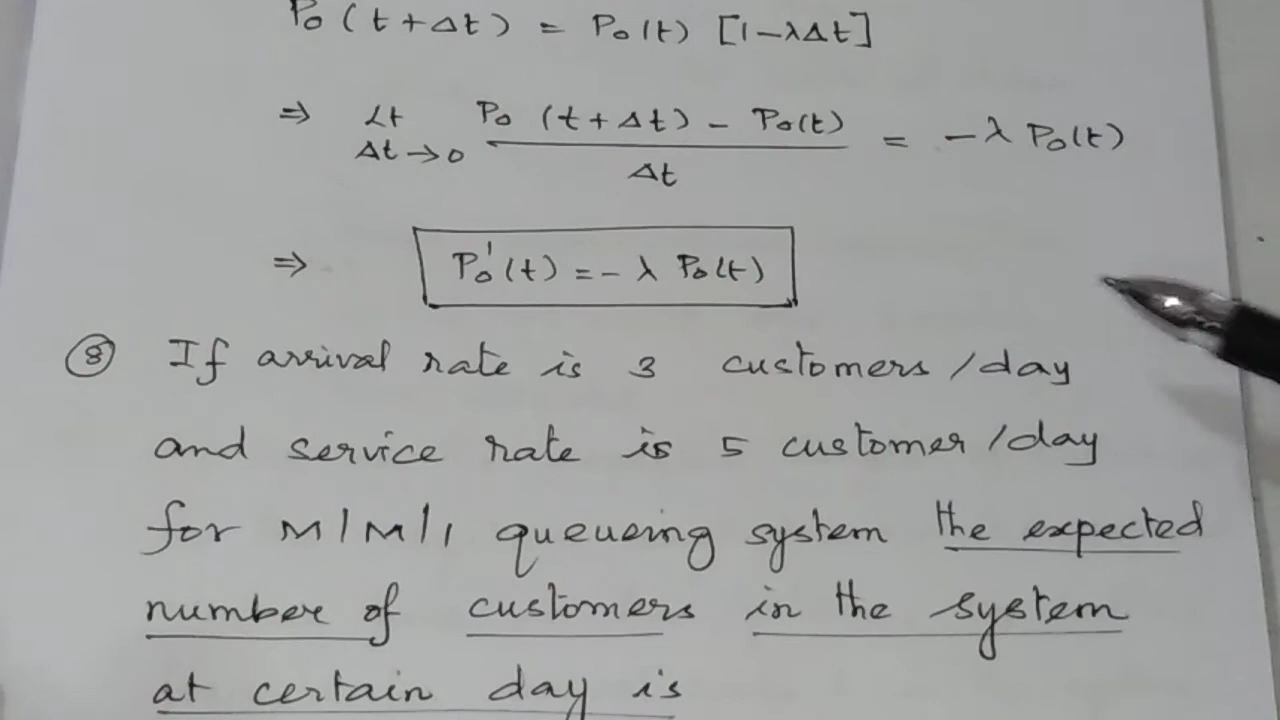 P₀ (t+Δt) = P₀(t) [1-λΔt]
⇒ Lt Δt→0 P₀ (t+Δt) - P₀(t) / Δt = -λ P₀(t)
⇒ P₀'(t) = -λ P₀(t)
⑧ If arrival rate is 3 customers /day
and service rate is 5 customer /day
for M/M/1 queueing system the expected
number of customers in the system
at certain day is